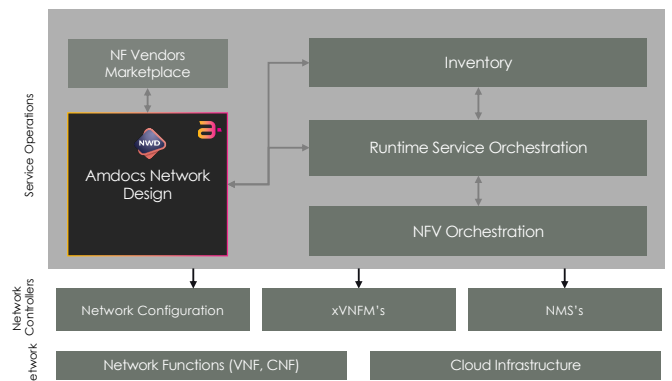 Service Operations
NF Vendors
Marketplace
Inventory
NWD
a
Amdocs Network
Design
Runtime Service Orchestration
NFV Orchestration
Network
Controllers
Network Configuration
xVNFM's
NMS's
etwork
Network Functions (VNF, CNF)
Cloud Infrastructure